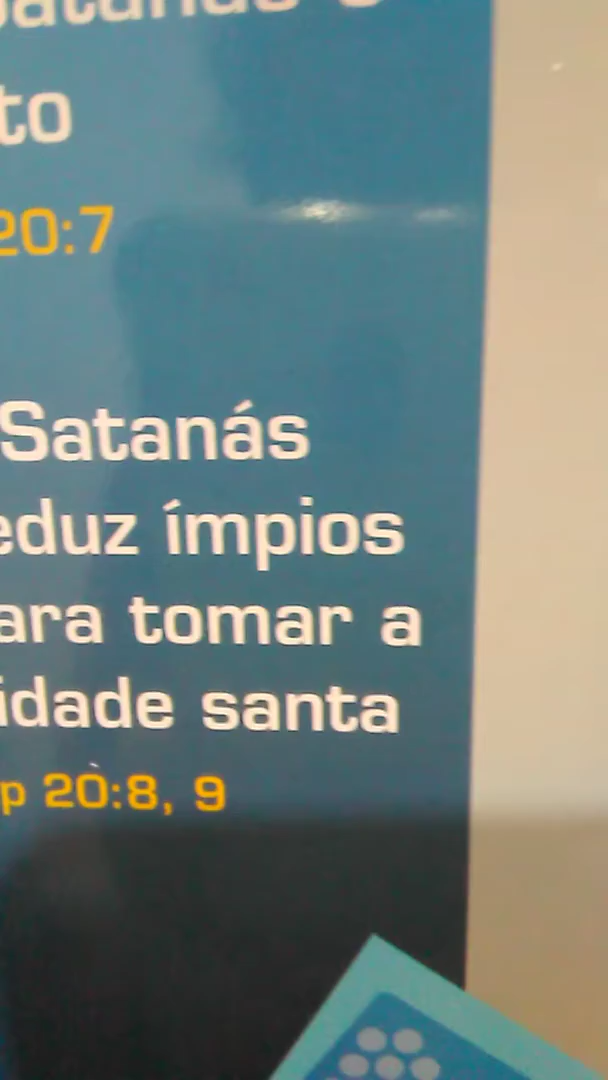 to
20:7
Satanás
eduz ímpios
ara tomar a
idade santa
p 20:8, 9